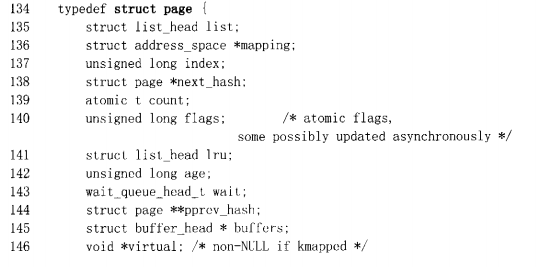 134 typedef struct page {
135 struct list_head list;
136 struct address_space *mapping;
137 unsigned long index;
138 struct page *next_hash;
139 atomic t count;
140 unsigned long flags; /* atomic flags,
some possibly updated asynchronously */
141 struct list_head lru;
142 unsigned long age;
143 wait_queue_head_t wait;
144 struct page **pprev_hash;
145 struct buffer_head * buffers;
146 void *virtual; /* non-NULL if kmapped */